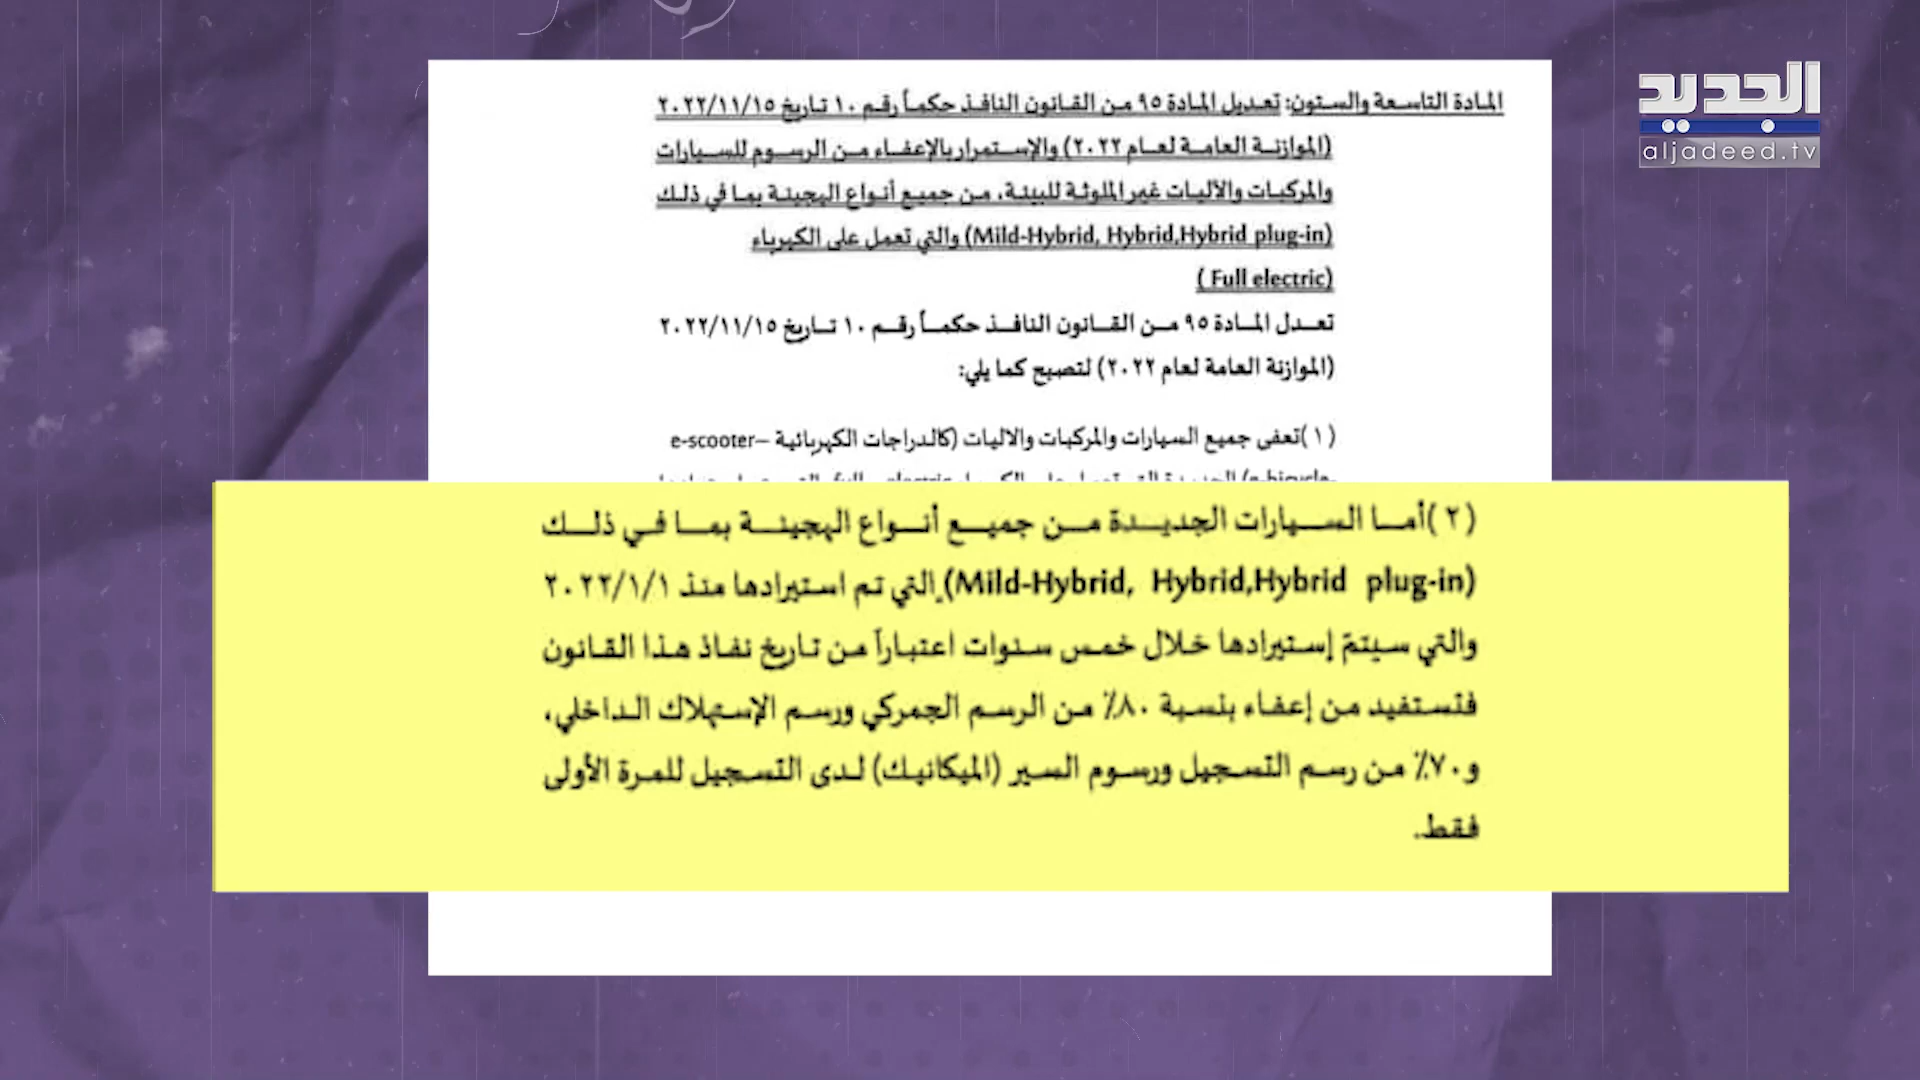 الجديد
aljadeed.tv
المادة التاسعة والستون: تعديل المادة ٩٥ من القانون النافذ حكماً رقم ١٠ تاريخ ٢٠٢٢/١١/١٥
(الموازنة العامة لعام ٢٠٢٢) والإستمرار بالإعفاء من الرسوم للسيارات
والمركبات والآليات غير الملوثة للبيئة، من جميع أنواع الهجينة بما في ذلك
(Mild-Hybrid, Hybrid,Hybrid plug-in) والتي تعمل على الكهرباء
(Full electric )
تعدل المادة ٩٥ من القانون النافذ حكماً رقم ١٠ تاريخ ٢٠٢٢/١١/١٥
(الموازنة العامة لعام ٢٠٢٢) لتصبح كما يلي:
(١)تعفى جميع السيارات والمركبات والاليات (كالدراجات الكهربائية –e-scooter
(٢)أما السيارات الجديدة من جميع أنواع الهجينة بما في ذلك
(Mild-Hybrid, Hybrid,Hybrid plug-in) التي تم استيرادها منذ ٢٠٢٢/١/١
والتي سيتمّ إستيرادها خلال خمس سنوات اعتباراً من تاريخ نفاذ هذا القانون
فتستفيد من إعفاء بنسبة ٨٠٪ من الرسم الجمركي ورسم الإستهلاك الداخلي،
و٧٠٪ من رسم التسجيل ورسوم السير (الميكانيك) لدى التسجيل للمرة الأولى
فقط.